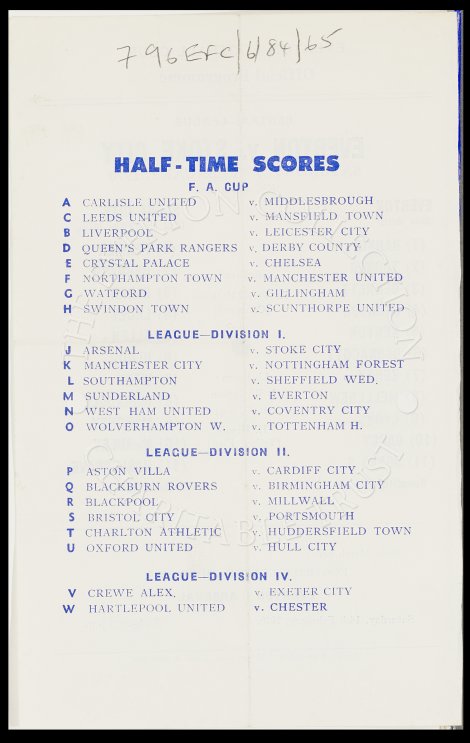 796EFC/6/84/65
HALF-TIME SCORES
F. A. CUP
A CARLISLE UNITED v. MIDDLESBROUGH
C LEEDS UNITED v. MANSFIELD TOWN
B LIVERPOOL v. LEICESTER CITY
D QUEEN'S PARK RANGERS v. DERBY COUNTY
E CRYSTAL PALACE v. CHELSEA
F NORTHAMPTON TOWN v. MANCHESTER UNITED
G WATFORD v. GILLINGHAM
H SWINDON TOWN v. SCUNTHORPE UNITED
LEAGUE—DIVISION I.
J ARSENAL v. STOKE CITY
K MANCHESTER CITY v. NOTTINGHAM FOREST
L SOUTHAMPTON v. SHEFFIELD WED.
M SUNDERLAND v. EVERTON
N WEST HAM UNITED v. COVENTRY CITY
O WOLVERHAMPTON W. v. TOTTENHAM H.
LEAGUE—DIVISION II.
P ASTON VILLA v. CARDIFF CITY
Q BLACKBURN ROVERS v. BIRMINGHAM CITY
R BLACKPOOL v. MILLWALL
S BRISTOL CITY v. PORTSMOUTH
T CHARLTON ATHLETIC v. HUDDERSFIELD TOWN
U OXFORD UNITED v. HULL CITY
LEAGUE—DIVISION IV.
V CREWE ALEX. v. EXETER CITY
W HARTLEPOOL UNITED v. CHESTER